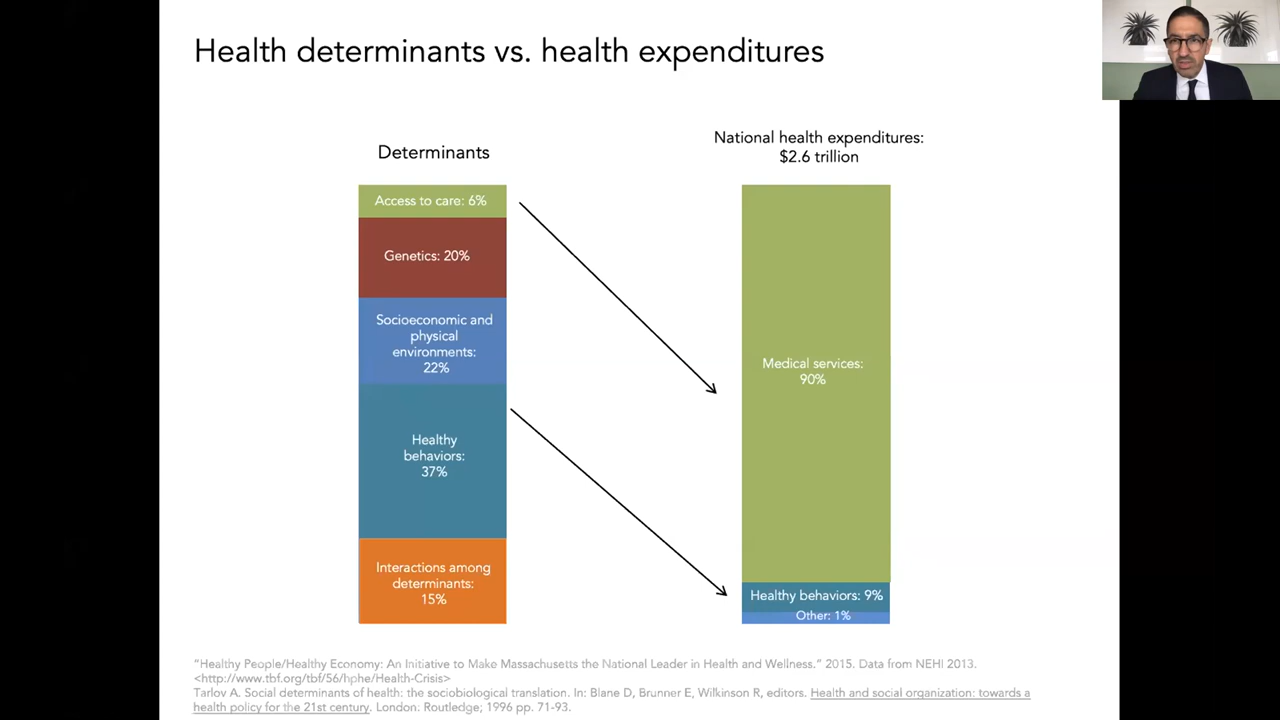 Health determinants vs. health expenditures
Determinants
Access to care: 6%
Genetics: 20%
Socioeconomic and
physical
environments:
22%
Healthy
behaviors:
37%
Interactions among
determinants:
15%
National health expenditures:
$2.6 trillion
Medical services:
90%
Healthy behaviors: 9%
Other: 1%
"Healthy People/Healthy Economy: An Initiative to Make Massachusetts the National Leader in Health and Wellness." 2015. Data from NEHI 2013.
<http://www.tbf.org/tbf/56/hphe/Health-Crisis>
Tarlov A. Social determinants of health: the sociobiological translation. In: Blane D, Brunner E, Wilkinson R, editors. Health and social organization: towards a
health policy for the 21st century. London: Routledge; 1996 pp. 71-93.